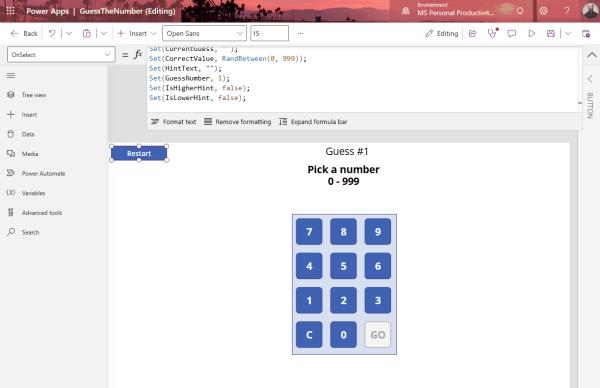 Power Apps | GuessTheNumber (Editing)
Environment
MS Personal Productivit...
?
Back
Insert
Open Sans
15
...
Editing
OnSelect
= fx
Set(CurrentGuess, "");
Set(CorrectValue, RandBetween(0, 999));
Set(HintText, "");
Set(GuessNumber, 1);
Set(IsHigherHint, false);
Set(IsLowerHint, false);
Format text
Remove formatting
Expand formula bar
Tree view
Insert
Data
Media
Power Automate
Variables
Advanced tools
Search
BUTTON
Restart
Guess #1
Pick a number
0 - 999
7 8 9
4 5 6
1 2 3
C 0 GO